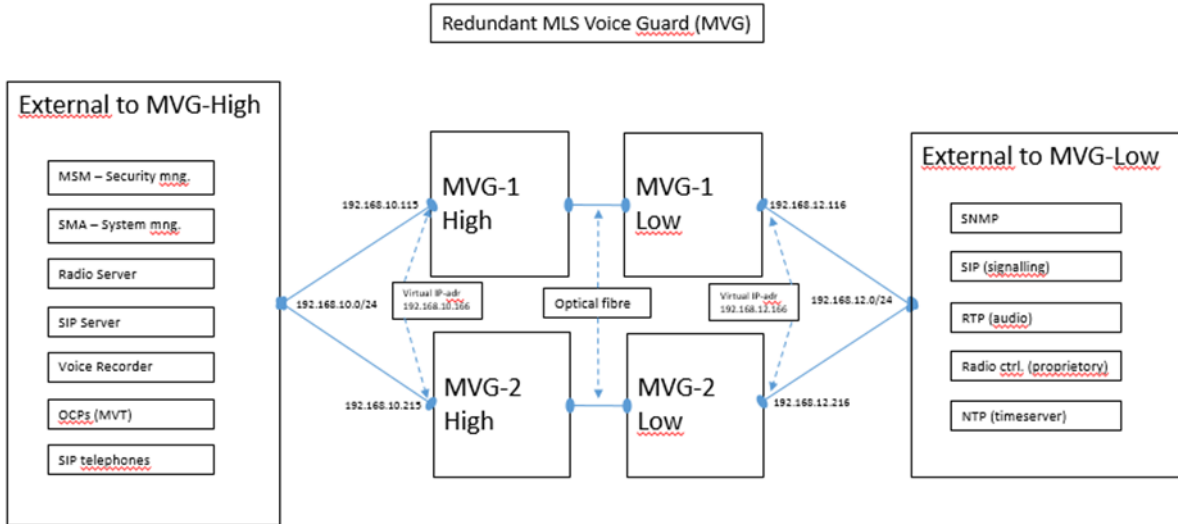 Redundant MLS Voice Guard (MVG)
External to MVG-High
MSM – Security mng.
SMA – System mng.
Radio Server
SIP Server
Voice Recorder
OCPs (MVT)
SIP telephones
192.168.10.0/24
192.168.10.115
192.168.10.215
MVG-1
High
MVG-1
Low
Virtual IP-adr
192.168.10.166
Optical fibre
Virtual IP-adr
192.168.12.166
MVG-2
High
MVG-2
Low
192.168.12.116
192.168.12.0/24
192.168.12.216
External to MVG-Low
SNMP
SIP (signalling)
RTP (audio)
Radio ctrl. (proprietory)
NTP (timeserver)